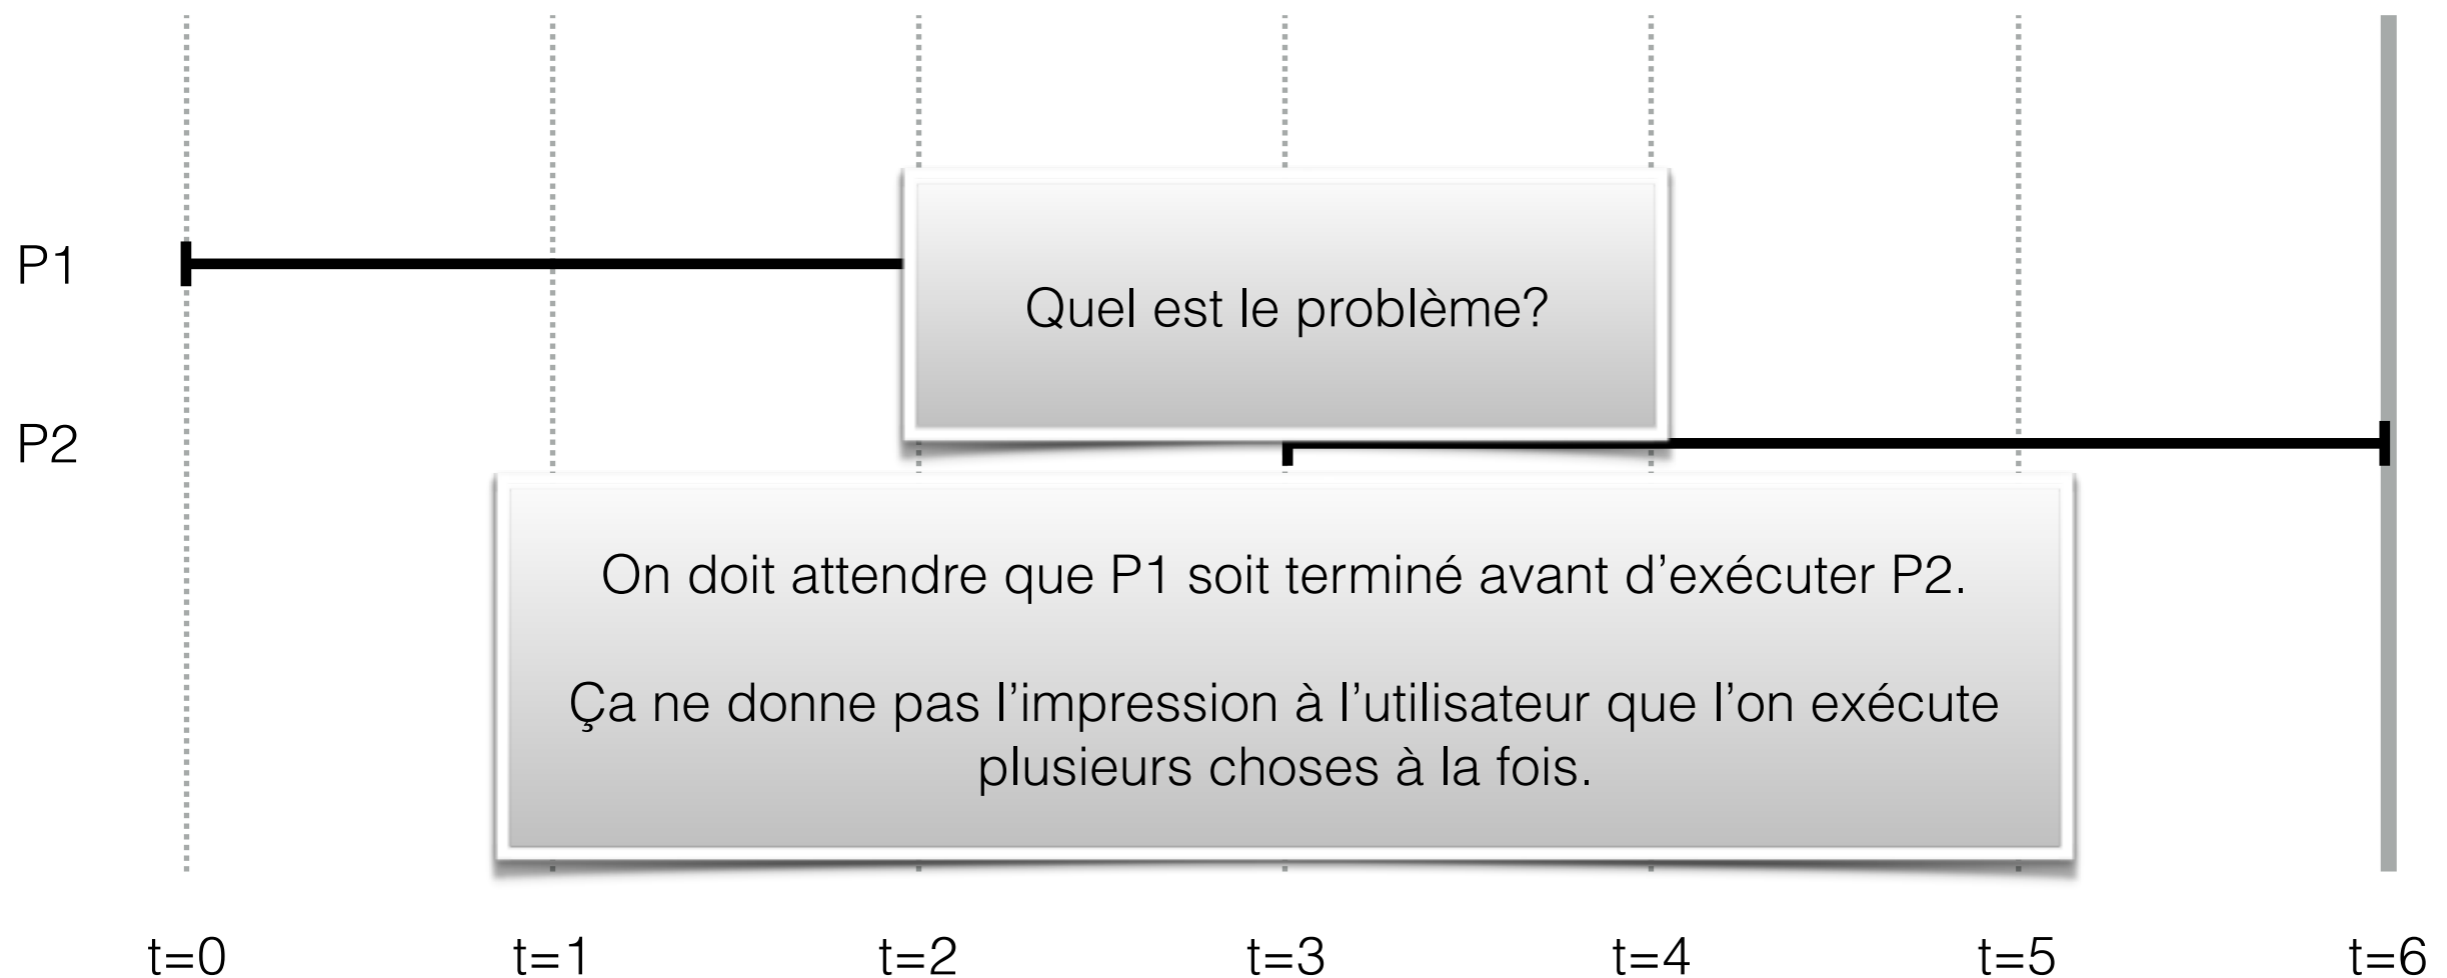 P1
Quel est le problème?
P2
On doit attendre que P1 soit terminé avant d’exécuter P2.
Ça ne donne pas l’impression à l’utilisateur que l’on exécute
plusieurs choses à la fois.
t=0 t=1 t=2 t=3 t=4 t=5 t=6